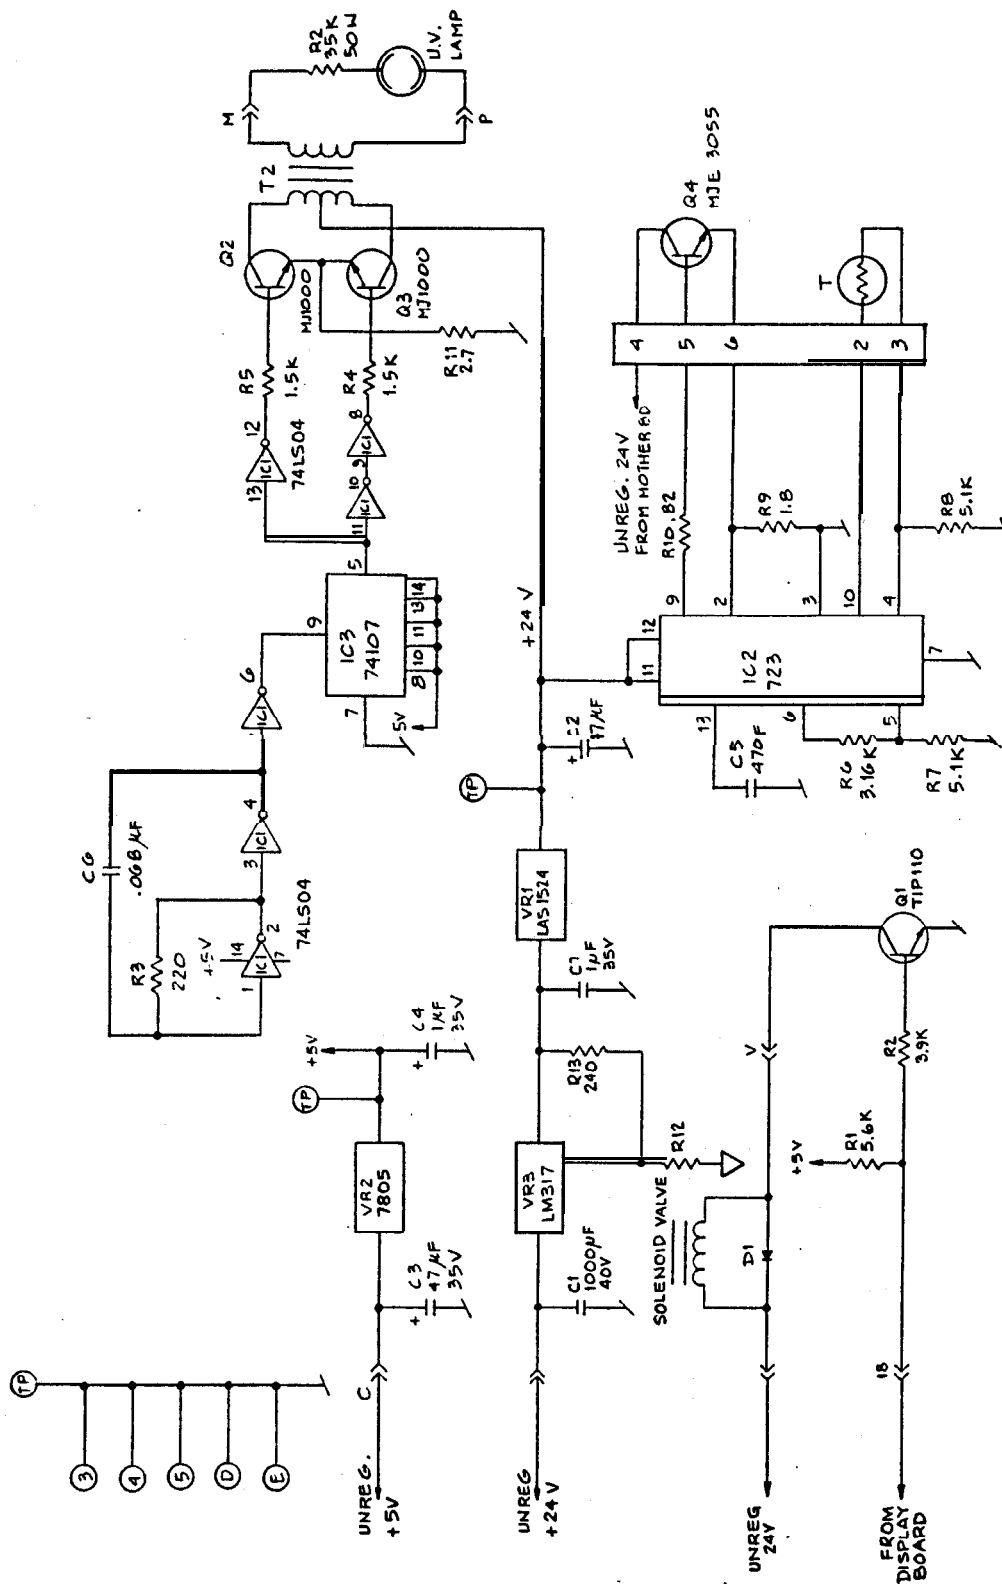 TP
3
4
5
D
E
UNREG.
+5V
C
+
C3
47µF
35V
VR2
7805
TP
+5V
+
C4
1µF
35V
C6
.068µF
R3
220
+5V
1
14
IC1
7
2
74LS04
3
IC1
4
IC1
6
9
IC3
74107
7
5V
8
10
11
13
14
5
13
IC1
12
74LS04
11
IC1
10
9
IC1
8
R5
1.5K
R4
1.5K
Q2
MJ1000
Q3
MJ1000
R11
2.7
T2
M
P
R2
35K
50W
U.V.
LAMP
UNREG
+24V
C1
1000µF
40V
VR3
LM317
R13
240
R12
C7
1µF
35V
VR1
LAS1524
TP
+
+24V
12
11
IC2
723
13
6
5
7
9
2
3
10
4
C5
470F
R6
3.16K
R7
5.1K
R10.82
R9
1.8
R8
5.1K
UNREG. 24V
FROM MOTHER BD
4
5
6
2
3
Q4
MJE 3055
T
SOLENOID VALVE
D1
UNREG
24V
V
+5V
R1
5.6K
R2
3.9K
Q1
TIP110
18
FROM
DISPLAY
BOARD